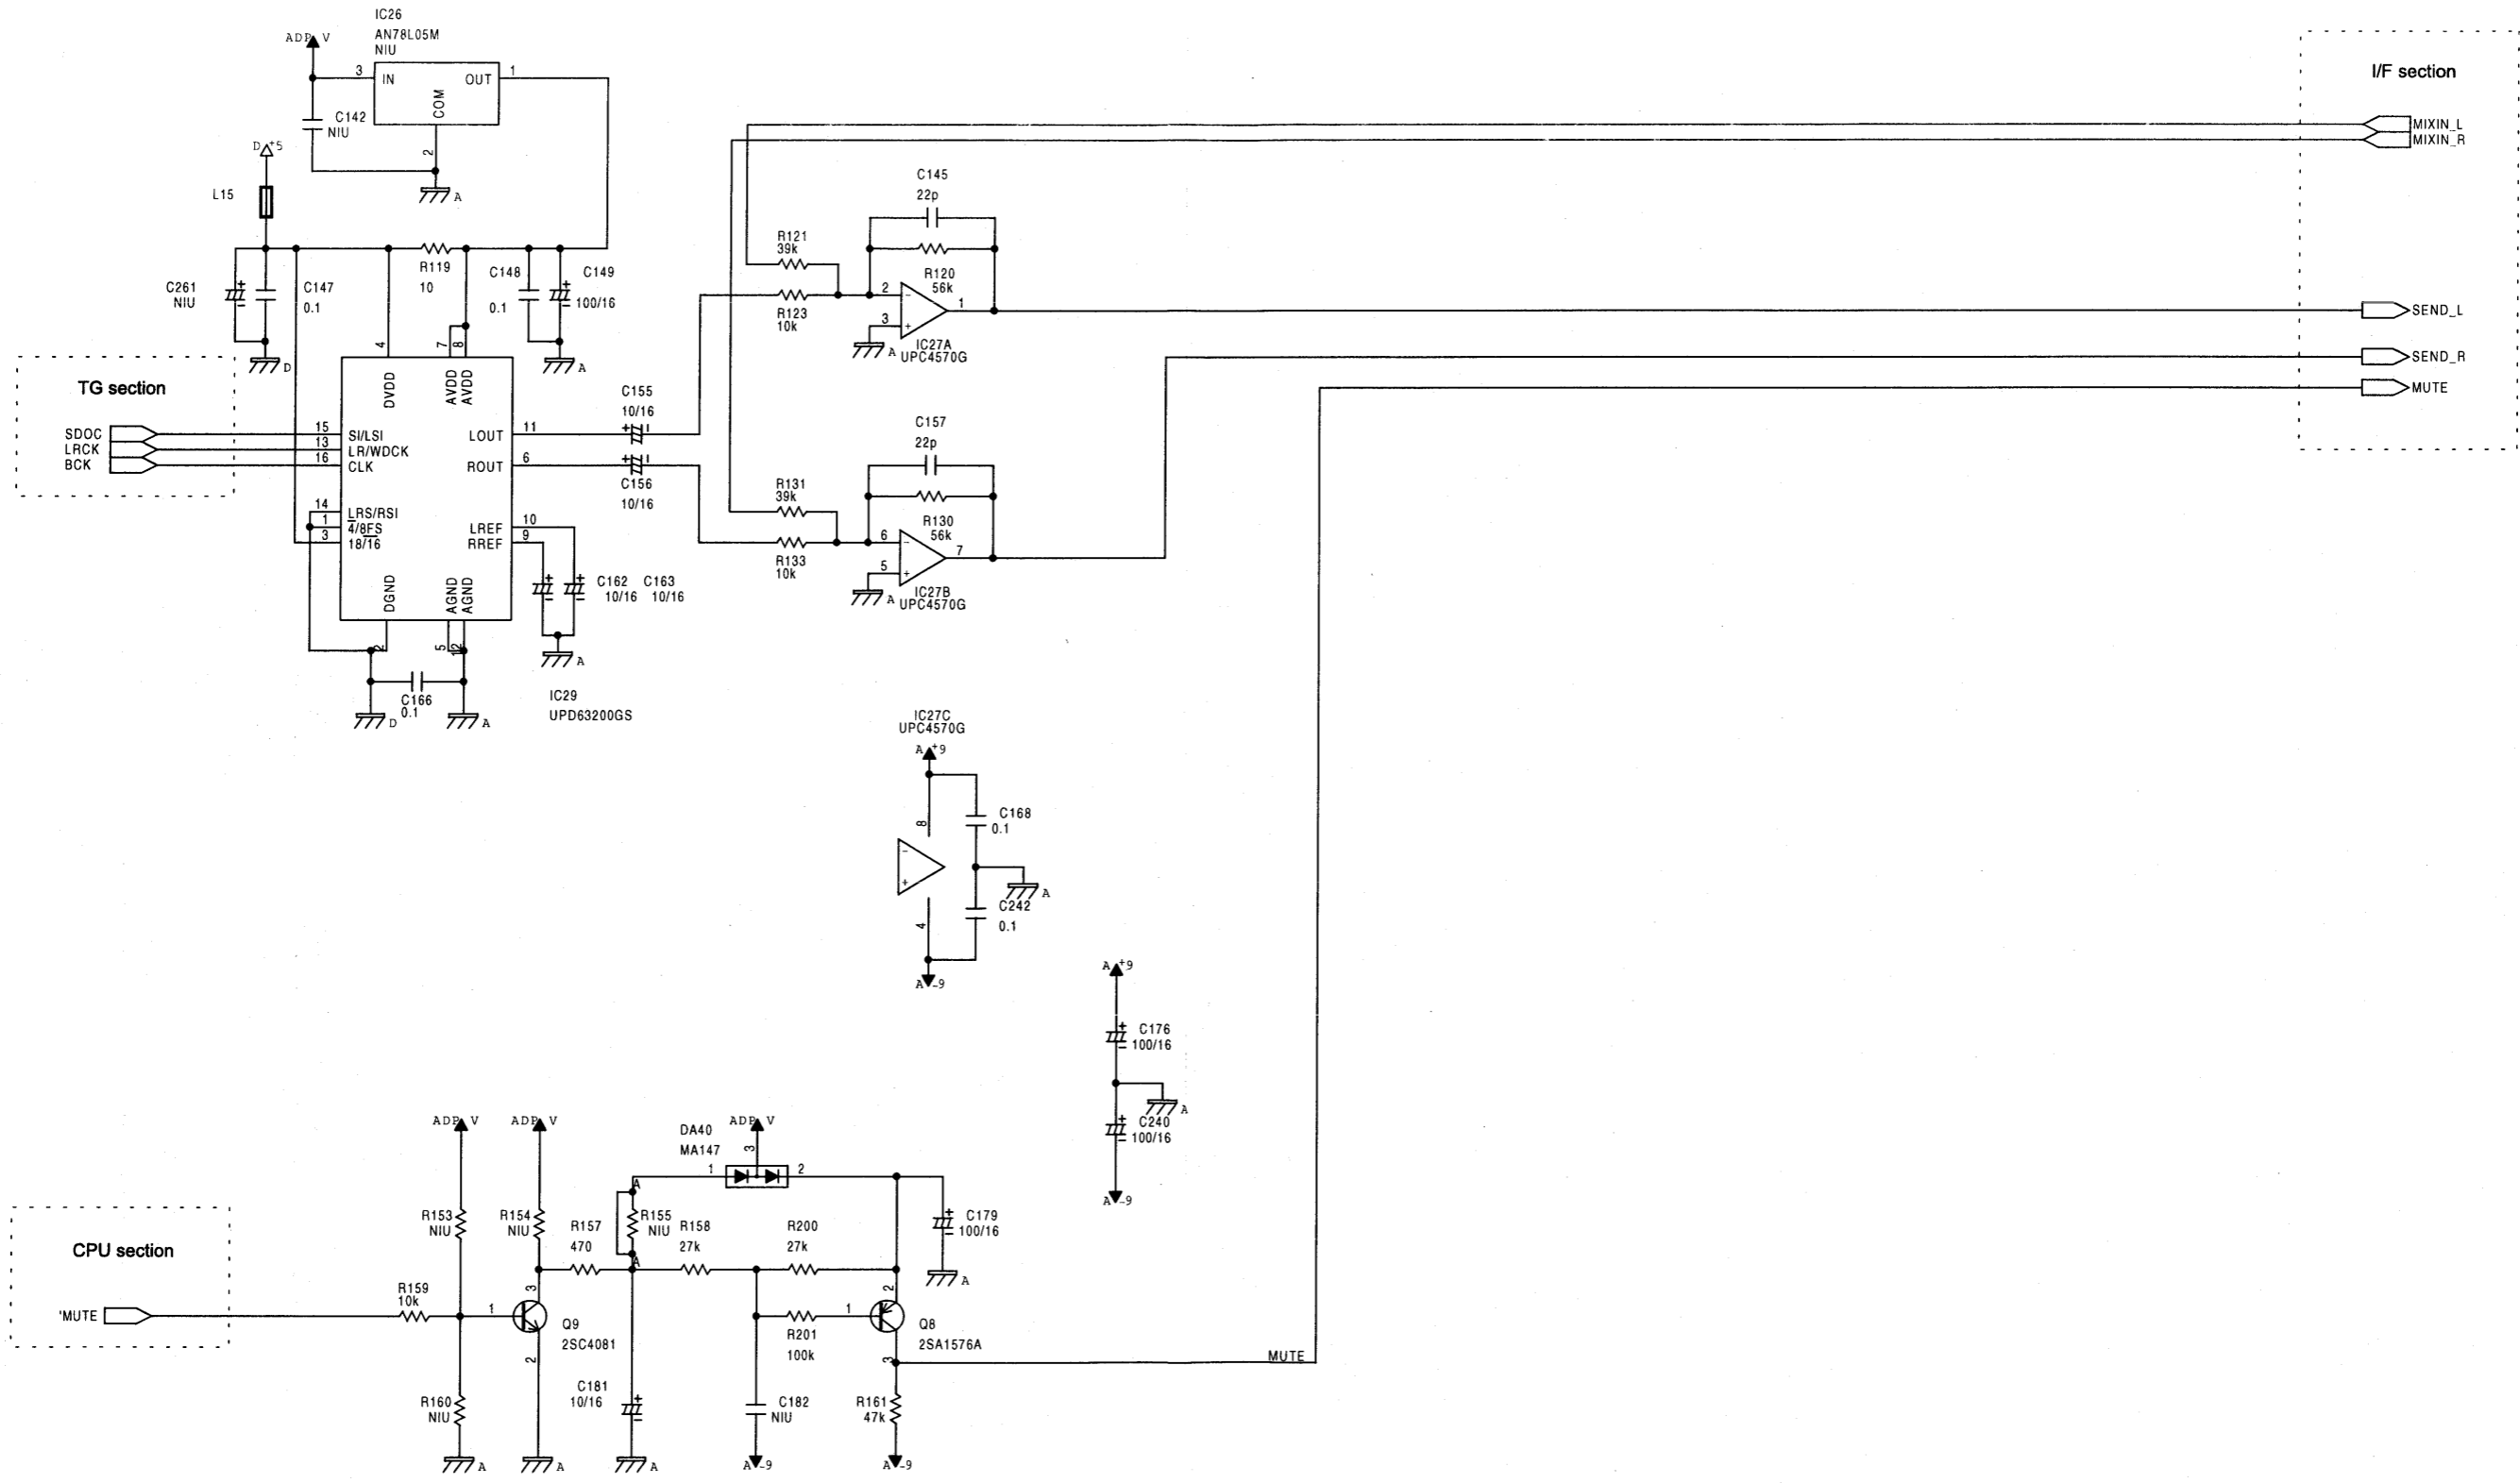 IC26
AN78L05M
NIU
ADP V
3
IN
OUT
1
COM
2
C142
NIU
A
D +5
L15
I/F section
MIXIN_L
MIXIN_R
C145
22p
R121
39k
R123
10k
R120
56k
2
-
1
3
+
A
IC27A
UPC4570G
SEND_L
SEND_R
MUTE
C261
NIU
C147
0.1
R119
10
C148
0.1
C149
100/16
D
A
4
7
8
DVDD
AVDD
AVDD
TG section
SDOC
LRCK
BCK
15
13
16
SI/LSI
LR/WDCK
CLK
LOUT
11
ROUT
6
C155
10/16
C156
10/16
14
1
3
LRS/RSI
4/8FS
18/16
LREF
10
RREF
9
DGND
AGND
AGND
2
5
12
C162
10/16
C163
10/16
A
C166
0.1
D
A
IC29
UPD63200GS
C157
22p
R131
39k
R133
10k
R130
56k
6
-
7
5
+
A
IC27B
UPC4570G
IC27C
UPC4570G
A +9
8
C168
0.1
-
+
A
C242
0.1
4
A -9
A +9
C176
100/16
A
C240
100/16
A -9
ADP V
ADP V
DA40
MA147
ADP V
3
1
2
A
R153
NIU
R154
NIU
R157
470
R155
NIU
A
R158
27k
R200
27k
C179
100/16
A
CPU section
'MUTE
R159
10k
1
3
2
Q9
2SC4081
R201
100k
1
2
3
Q8
2SA1576A
MUTE
R160
NIU
C181
10/16
C182
NIU
R161
47k
A
A
A
A -9
A -9